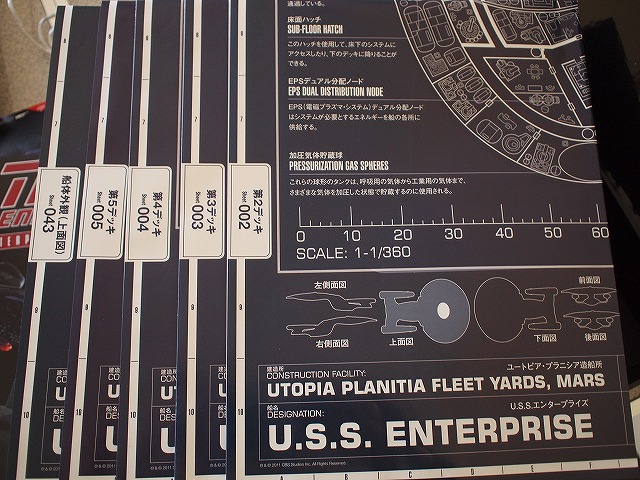 通過している。
床面ハッチ
SUB-FLOOR HATCH
このハッチを使用して、床下のシステムに
アクセスしたり、下のデッキに降りることが
できる。
EPSデュアル分配ノード
EPS DUAL DISTRIBUTION NODE
EPS(電磁プラズマ・システム)デュアル分配ノード
はシステムが必要とするエネルギーを船の各所に
供給する。
加圧気体貯蔵球
PRESSURIZATION GAS SPHERES
これらの球形のタンクは、呼吸用の気体から工業用の気体まで、
さまざまな気体を加圧した状態で貯蔵するのに使用される。
0 10 20 30 40 50 60
SCALE: 1-1/360
左側面図
右側面図
上面図
下面図
前面図
後面図
建造所
CONSTRUCTION FACILITY:
ユートピア・プラニシア造船所
UTOPIA PLANITIA FLEET YARDS, MARS
船名
DESIGNATION:
U.S.S.エンタープライズ
U.S.S. ENTERPRISE
® & © 2011 CBS Studios Inc. All Rights Reserved.
A B C D E F
第2デッキ
Sheet 002
第3デッキ
Sheet 003
第4デッキ
Sheet 004
第5デッキ
Sheet 005
船体外観(上面図)
Sheet 043